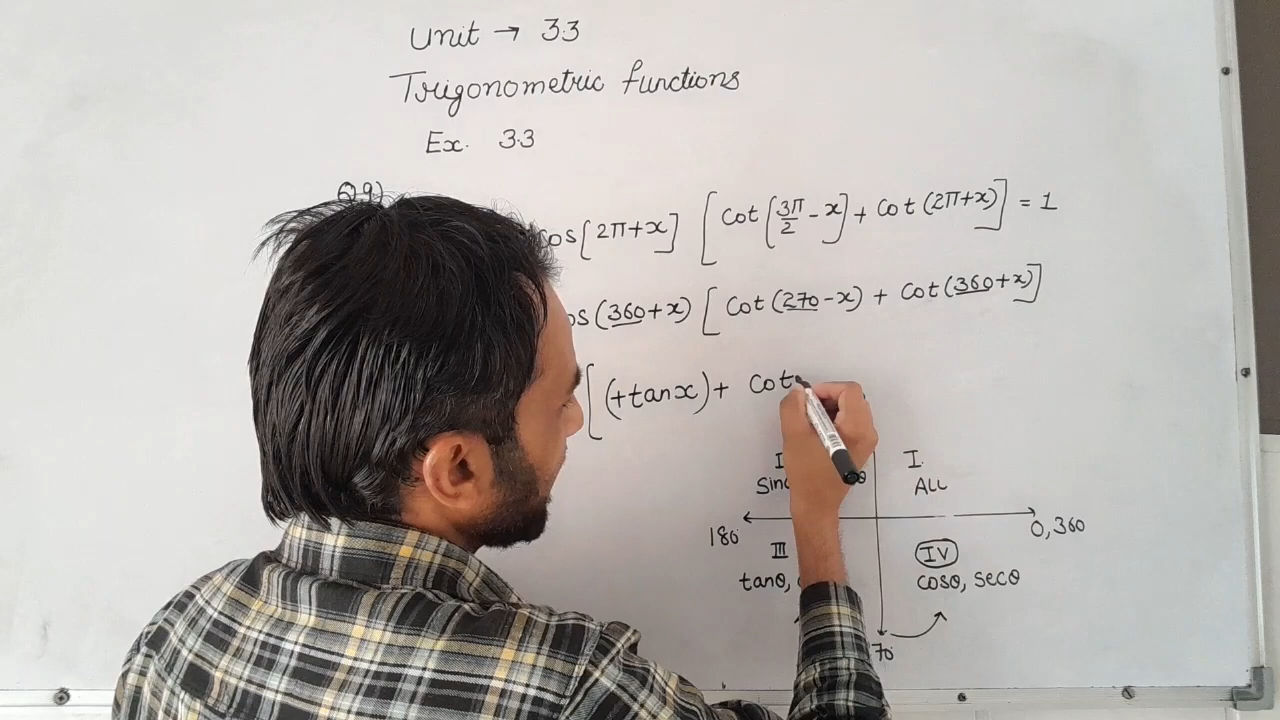 Unit → 3.3
Trigonometric functions
Ex. 3.3
Q9)
cos[2π+x] [cot[3π/2 - x] + cot(2π+x)] = 1
os(360+x) [cot(270-x) + cot(360+x)]
[(+tanx)+ cot
I.
Sin
ALL
180
0,360
III
IV
tanθ,
cosθ, secθ
70